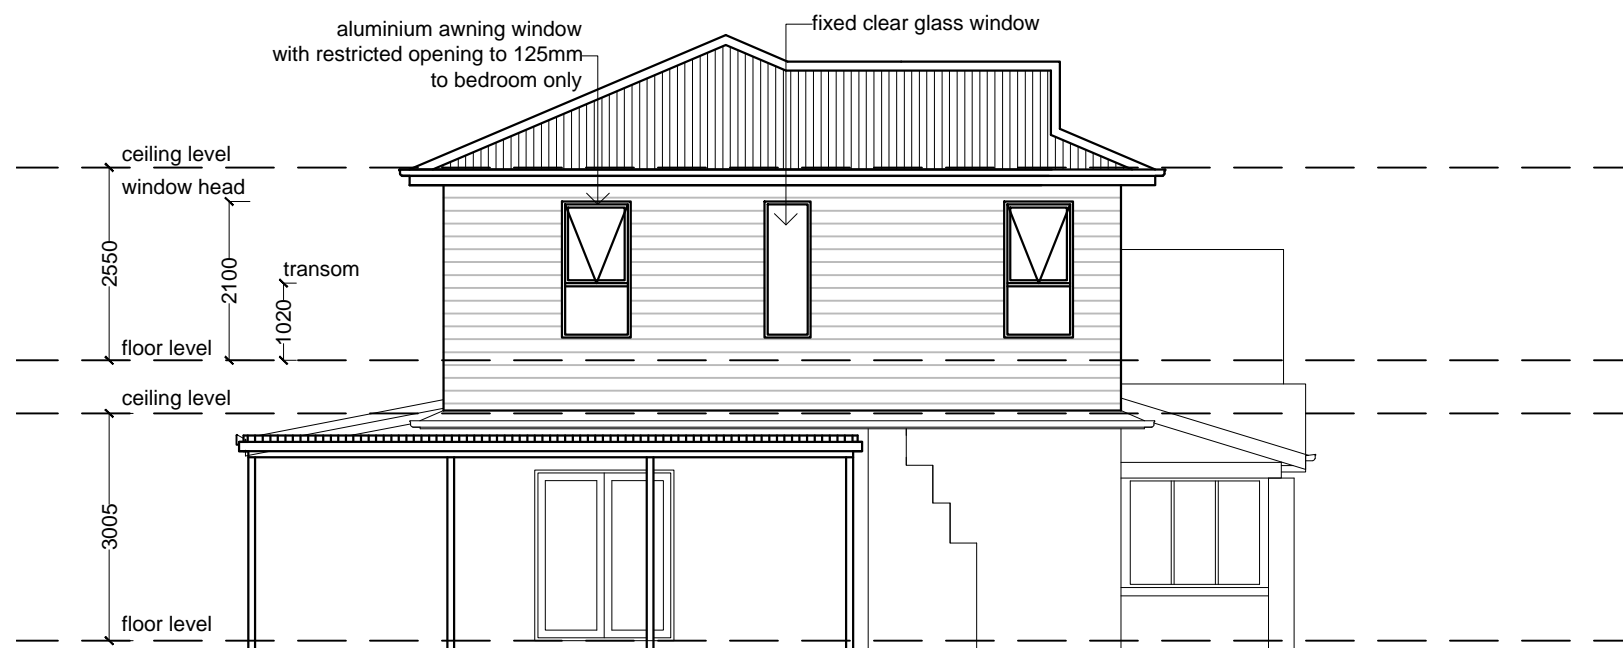 aluminium awning window
with restricted opening to 125mm
to bedroom only
fixed clear glass window
ceiling level
window head
2550
2100
transom
1020
floor level
ceiling level
3005
floor level